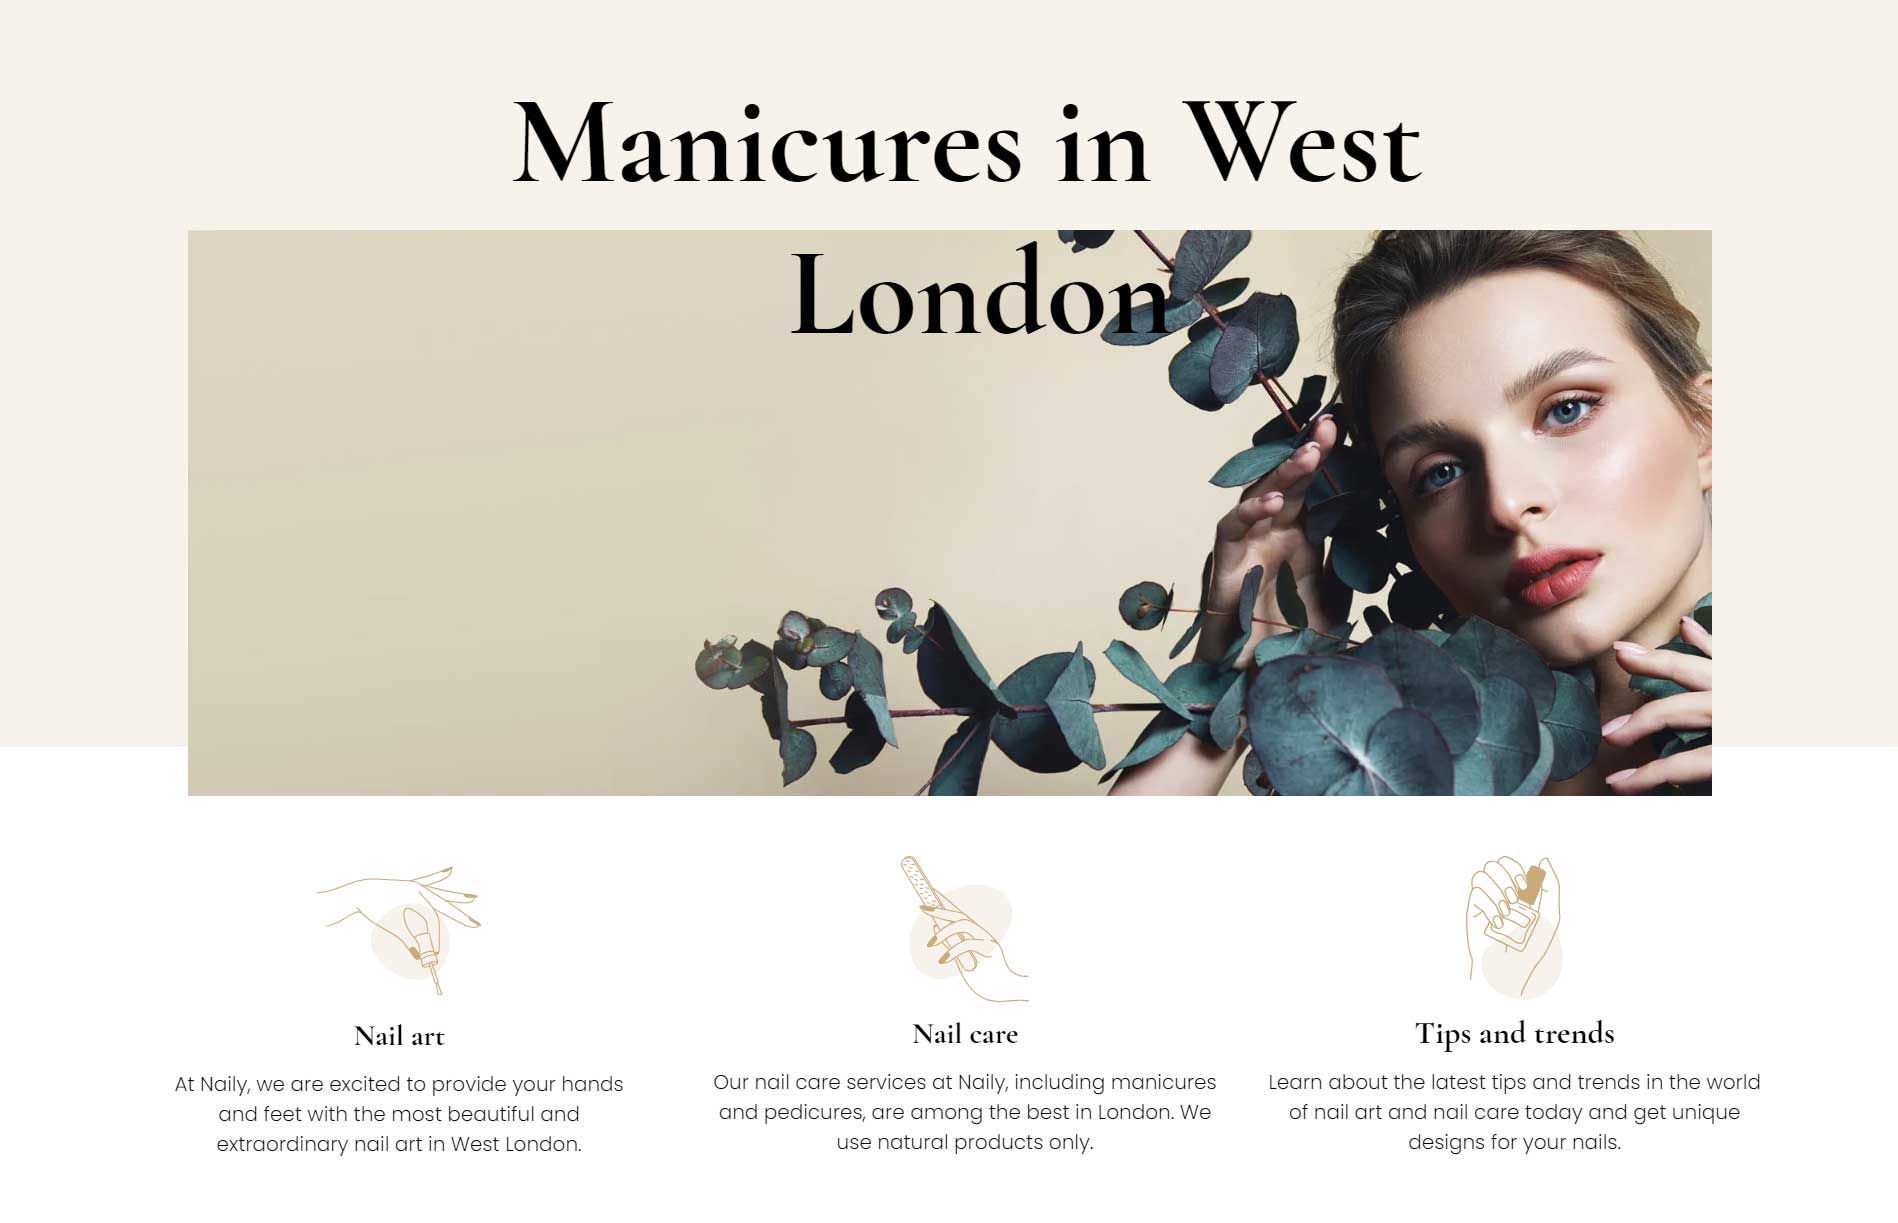 Manicures in West
London
Nail art
At Naily, we are excited to provide your hands
and feet with the most beautiful and
extraordinary nail art in West London.
Nail care
Our nail care services at Naily, including manicures
and pedicures, are among the best in London. We
use natural products only.
Tips and trends
Learn about the latest tips and trends in the world
of nail art and nail care today and get unique
designs for your nails.